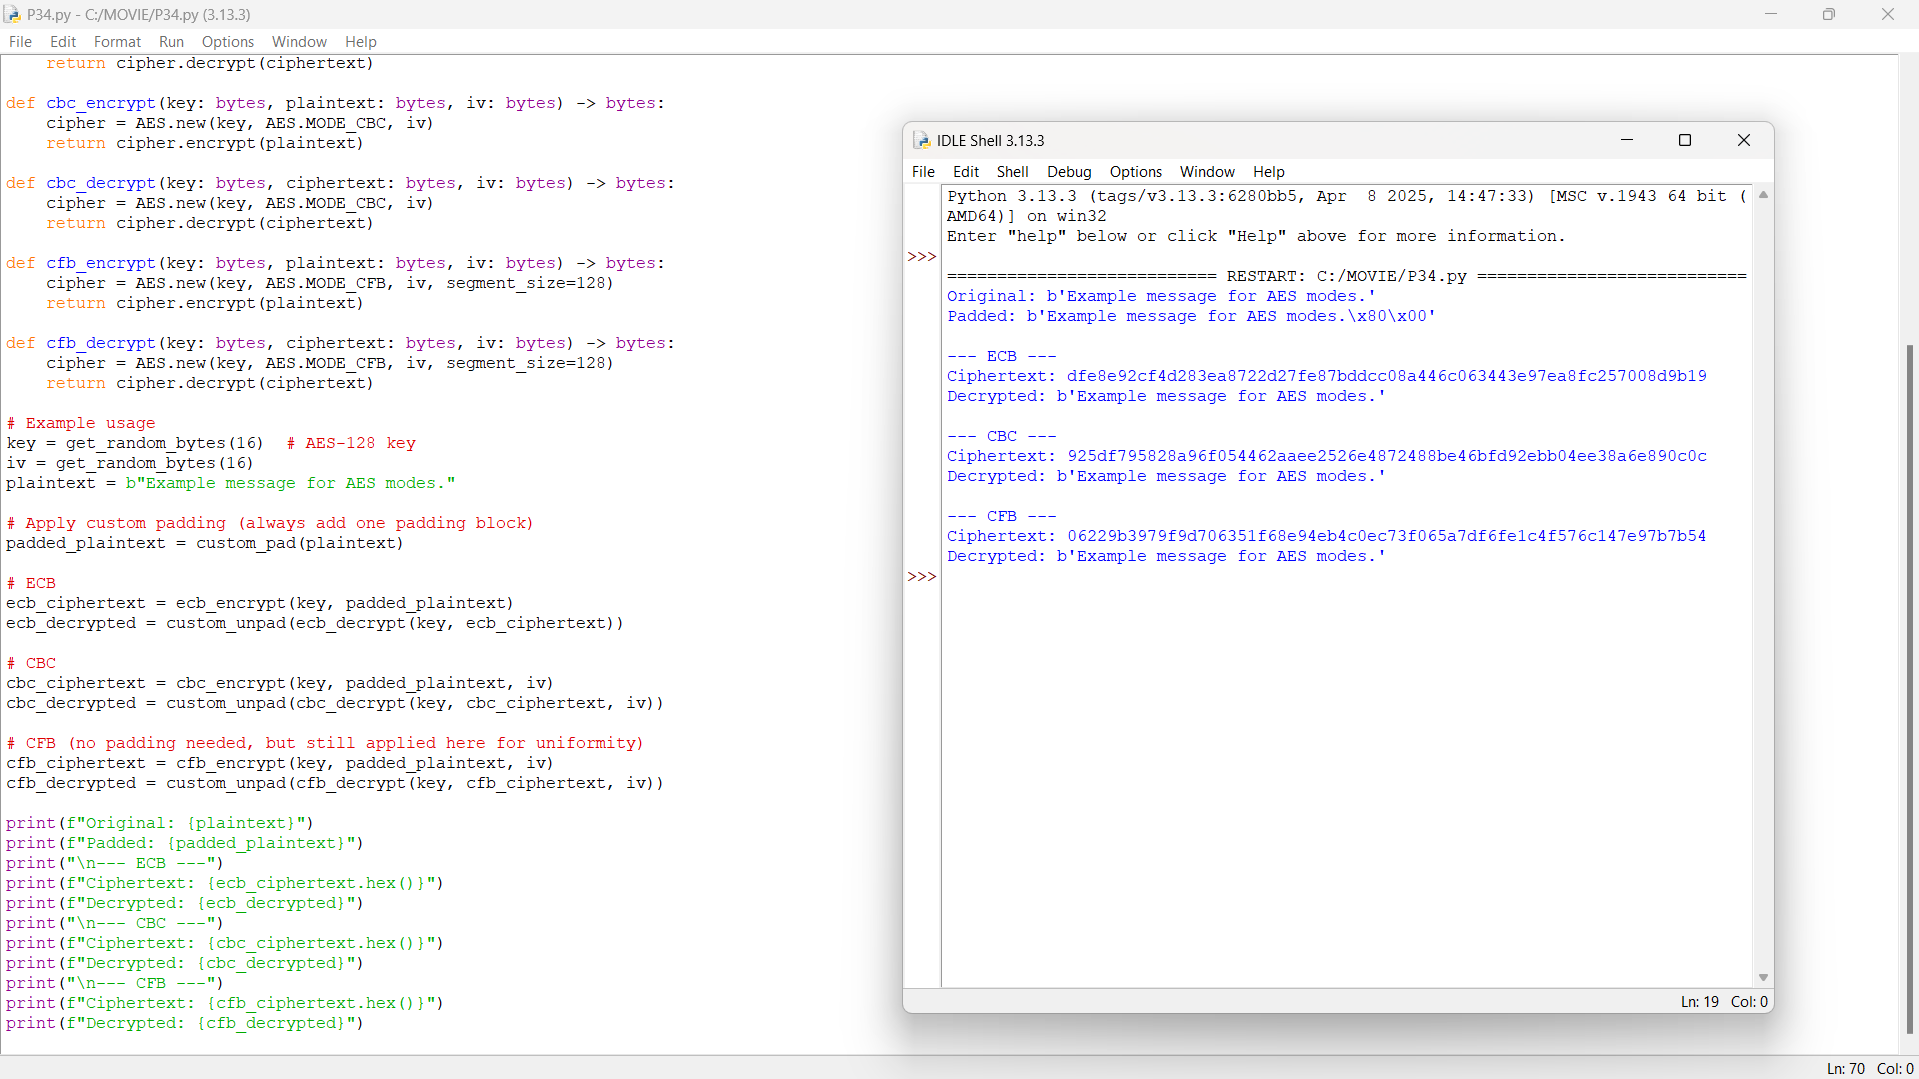 P34.py - C:/MOVIE/P34.py (3.13.3)
File Edit Format Run Options Window Help
    return cipher.decrypt(ciphertext)

def cbc_encrypt(key: bytes, plaintext: bytes, iv: bytes) -> bytes:
    cipher = AES.new(key, AES.MODE_CBC, iv)
    return cipher.encrypt(plaintext)

def cbc_decrypt(key: bytes, ciphertext: bytes, iv: bytes) -> bytes:
    cipher = AES.new(key, AES.MODE_CBC, iv)
    return cipher.decrypt(ciphertext)

def cfb_encrypt(key: bytes, plaintext: bytes, iv: bytes) -> bytes:
    cipher = AES.new(key, AES.MODE_CFB, iv, segment_size=128)
    return cipher.encrypt(plaintext)

def cfb_decrypt(key: bytes, ciphertext: bytes, iv: bytes) -> bytes:
    cipher = AES.new(key, AES.MODE_CFB, iv, segment_size=128)
    return cipher.decrypt(ciphertext)

# Example usage
key = get_random_bytes(16)  # AES-128 key
iv = get_random_bytes(16)
plaintext = b"Example message for AES modes."

# Apply custom padding (always add one padding block)
padded_plaintext = custom_pad(plaintext)

# ECB
ecb_ciphertext = ecb_encrypt(key, padded_plaintext)
ecb_decrypted = custom_unpad(ecb_decrypt(key, ecb_ciphertext))

# CBC
cbc_ciphertext = cbc_encrypt(key, padded_plaintext, iv)
cbc_decrypted = custom_unpad(cbc_decrypt(key, cbc_ciphertext, iv))

# CFB (no padding needed, but still applied here for uniformity)
cfb_ciphertext = cfb_encrypt(key, padded_plaintext, iv)
cfb_decrypted = custom_unpad(cfb_decrypt(key, cfb_ciphertext, iv))

print(f"Original: {plaintext}")
print(f"Padded: {padded_plaintext}")
print("\n--- ECB ---")
print(f"Ciphertext: {ecb_ciphertext.hex()}")
print(f"Decrypted: {ecb_decrypted}")
print("\n--- CBC ---")
print(f"Ciphertext: {cbc_ciphertext.hex()}")
print(f"Decrypted: {cbc_decrypted}")
print("\n--- CFB ---")
print(f"Ciphertext: {cfb_ciphertext.hex()}")
print(f"Decrypted: {cfb_decrypted}")
Ln: 70 Col: 0
IDLE Shell 3.13.3
File Edit Shell Debug Options Window Help
Python 3.13.3 (tags/v3.13.3:6280bb5, Apr  8 2025, 14:47:33) [MSC v.1943 64 bit (
AMD64)] on win32
Enter "help" below or click "Help" above for more information.
>>>
=========================== RESTART: C:/MOVIE/P34.py ===========================
Original: b'Example message for AES modes.'
Padded: b'Example message for AES modes.\x80\x00'

--- ECB ---
Ciphertext: dfe8e92cf4d283ea8722d27fe87bddcc08a446c063443e97ea8fc257008d9b19
Decrypted: b'Example message for AES modes.'

--- CBC ---
Ciphertext: 925df795828a96f054462aaee2526e4872488be46bfd92ebb04ee38a6e890c0c
Decrypted: b'Example message for AES modes.'

--- CFB ---
Ciphertext: 06229b3979f9d706351f68e94eb4c0ec73f065a7df6fe1c4f576c147e97b7b54
Decrypted: b'Example message for AES modes.'
>>>
Ln: 19 Col: 0